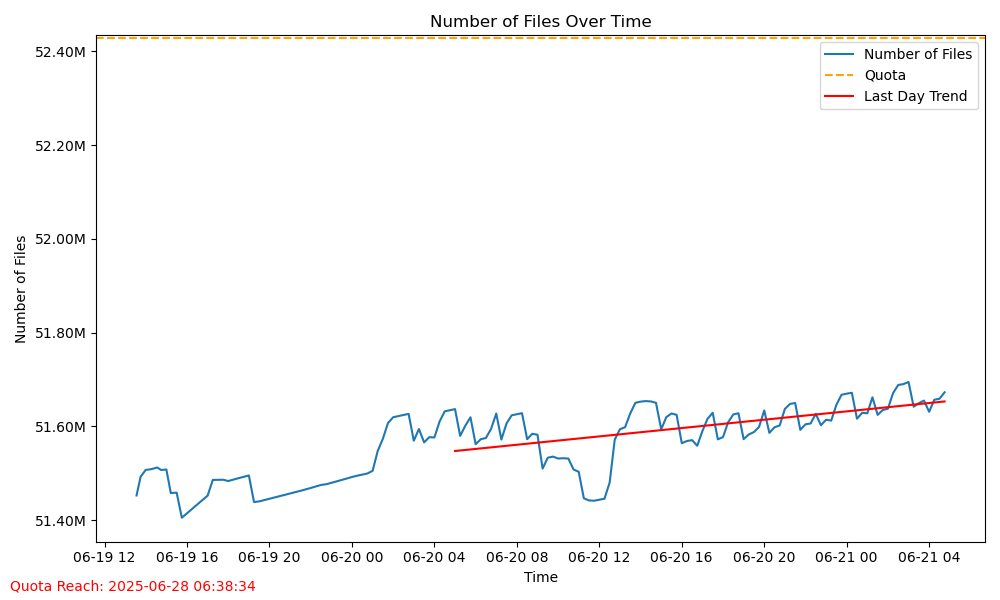 Number of Files Over Time
Number of Files
Quota
Last Day Trend
52.40M
52.20M
52.00M
51.80M
51.60M
51.40M
Number of Files
06-19 12 06-19 16 06-19 20 06-20 00 06-20 04 06-20 08 06-20 12 06-20 16 06-20 20 06-21 00 06-21 04
Time
Quota Reach: 2025-06-28 06:38:34